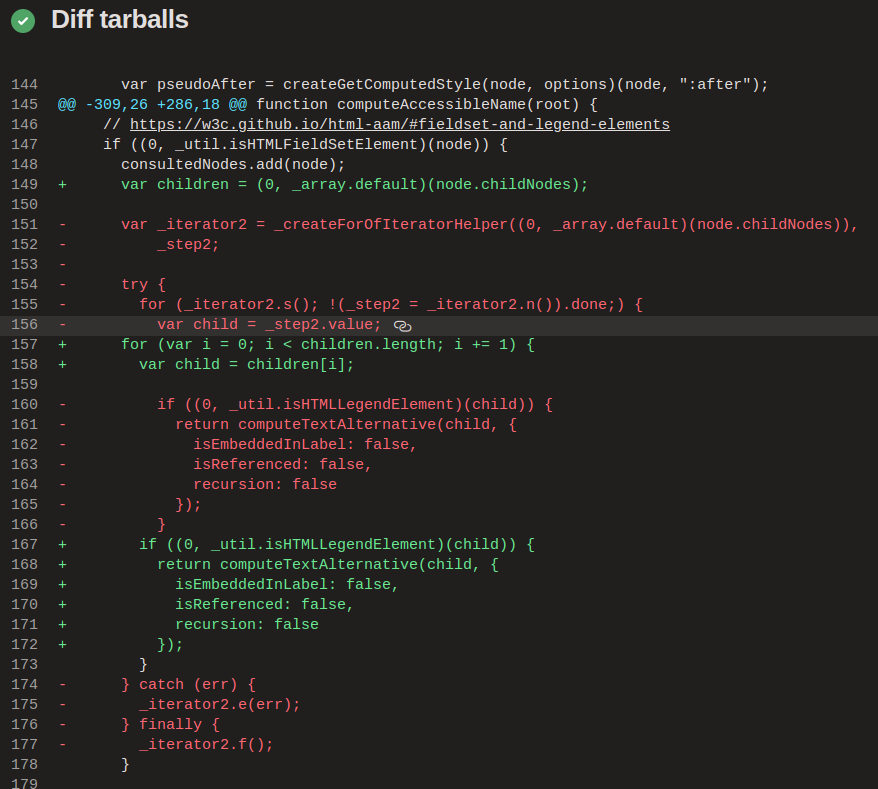 Diff tarballs
144         var pseudoAfter = createGetComputedStyle(node, options)(node, ":after");
145  @@ -309,26 +286,18 @@ function computeAccessibleName(root) {
146       // https://w3c.github.io/html-aam/#fieldset-and-legend-elements
147       if ((0, _util.isHTMLFieldSetElement)(node)) {
148         consultedNodes.add(node);
149  +      var children = (0, _array.default)(node.childNodes);
150
151  -      var _iterator2 = _createForOfIteratorHelper((0, _array.default)(node.childNodes)),
152  -          _step2;
153  -
154  -      try {
155  -        for (_iterator2.s(); !(_step2 = _iterator2.n()).done;) {
156  -          var child = _step2.value;
157  +      for (var i = 0; i < children.length; i += 1) {
158  +        var child = children[i];
159
160  -          if ((0, _util.isHTMLLegendElement)(child)) {
161  -            return computeTextAlternative(child, {
162  -              isEmbeddedInLabel: false,
163  -              isReferenced: false,
164  -              recursion: false
165  -            });
166  -          }
167  +        if ((0, _util.isHTMLLegendElement)(child)) {
168  +          return computeTextAlternative(child, {
169  +            isEmbeddedInLabel: false,
170  +            isReferenced: false,
171  +            recursion: false
172  +          });
173           }
174  -      } catch (err) {
175  -        _iterator2.e(err);
176  -      } finally {
177  -        _iterator2.f();
178         }
179